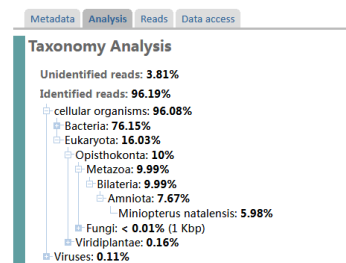 Metadata Analysis Reads Data access
Taxonomy Analysis
Unidentified reads: 3.81%
Identified reads: 96.19%
cellular organisms: 96.08%
Bacteria: 76.15%
Eukaryota: 16.03%
Opisthokonta: 10%
Metazoa: 9.99%
Bilateria: 9.99%
Amniota: 7.67%
Miniopterus natalensis: 5.98%
Fungi: < 0.01% (1 Kbp)
Viridiplantae: 0.16%
Viruses: 0.11%